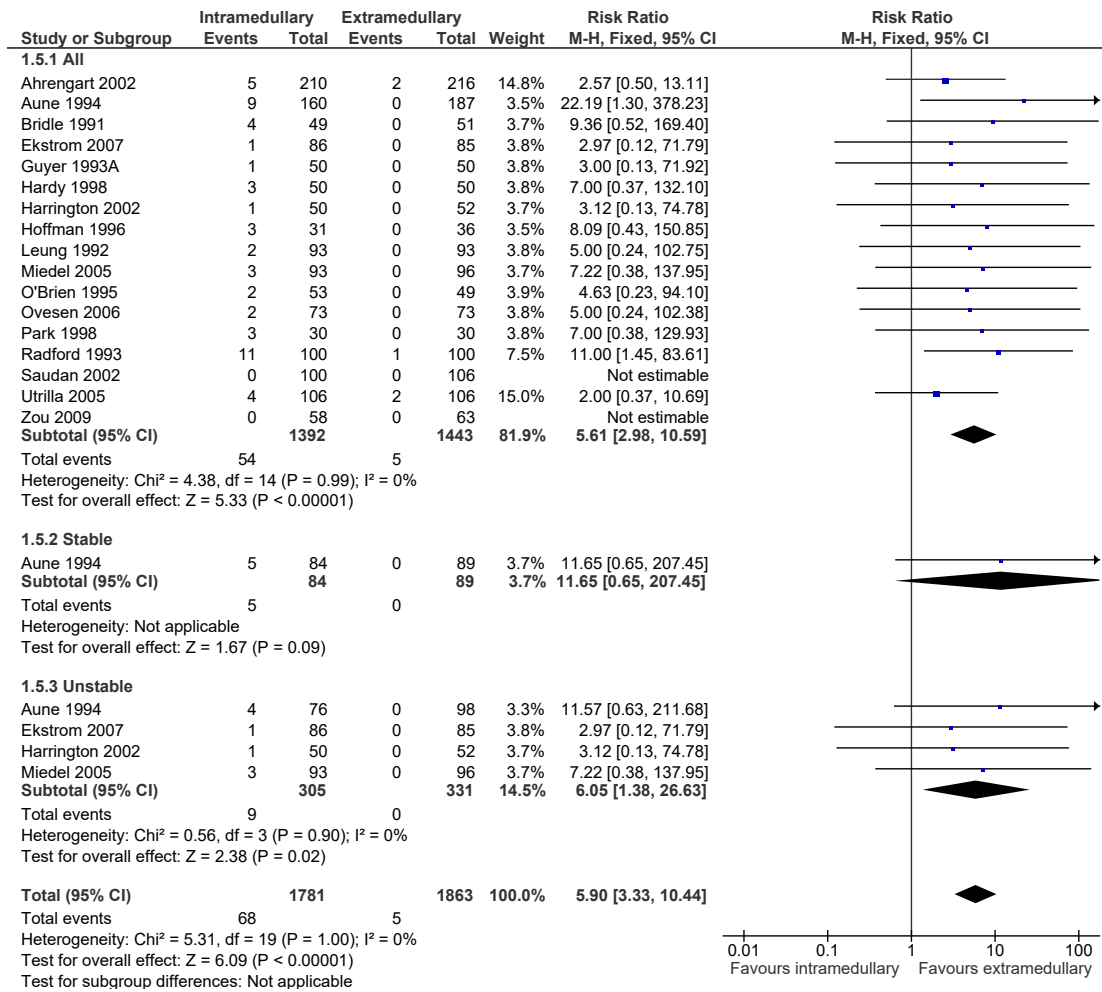 Intramedullary Extramedullary Risk Ratio Risk Ratio
Study or Subgroup Events Total Events Total Weight M-H, Fixed, 95% CI M-H, Fixed, 95% CI
1.5.1 All
Ahrengart 2002 5 210 2 216 14.8% 2.57 [0.50, 13.11]
Aune 1994 9 160 0 187 3.5% 22.19 [1.30, 378.23]
Bridle 1991 4 49 0 51 3.7% 9.36 [0.52, 169.40]
Ekstrom 2007 1 86 0 85 3.8% 2.97 [0.12, 71.79]
Guyer 1993A 1 50 0 50 3.8% 3.00 [0.13, 71.92]
Hardy 1998 3 50 0 50 3.8% 7.00 [0.37, 132.10]
Harrington 2002 1 50 0 52 3.7% 3.12 [0.13, 74.78]
Hoffman 1996 3 31 0 36 3.5% 8.09 [0.43, 150.85]
Leung 1992 2 93 0 93 3.8% 5.00 [0.24, 102.75]
Miedel 2005 3 93 0 96 3.7% 7.22 [0.38, 137.95]
O'Brien 1995 2 53 0 49 3.9% 4.63 [0.23, 94.10]
Ovesen 2006 2 73 0 73 3.8% 5.00 [0.24, 102.38]
Park 1998 3 30 0 30 3.8% 7.00 [0.38, 129.93]
Radford 1993 11 100 1 100 7.5% 11.00 [1.45, 83.61]
Saudan 2002 0 100 0 106 Not estimable
Utrilla 2005 4 106 2 106 15.0% 2.00 [0.37, 10.69]
Zou 2009 0 58 0 63 Not estimable
Subtotal (95% CI) 1392 1443 81.9% 5.61 [2.98, 10.59]
Total events 54 5
Heterogeneity: Chi² = 4.38, df = 14 (P = 0.99); I² = 0%
Test for overall effect: Z = 5.33 (P < 0.00001)
1.5.2 Stable
Aune 1994 5 84 0 89 3.7% 11.65 [0.65, 207.45]
Subtotal (95% CI) 84 89 3.7% 11.65 [0.65, 207.45]
Total events 5 0
Heterogeneity: Not applicable
Test for overall effect: Z = 1.67 (P = 0.09)
1.5.3 Unstable
Aune 1994 4 76 0 98 3.3% 11.57 [0.63, 211.68]
Ekstrom 2007 1 86 0 85 3.8% 2.97 [0.12, 71.79]
Harrington 2002 1 50 0 52 3.7% 3.12 [0.13, 74.78]
Miedel 2005 3 93 0 96 3.7% 7.22 [0.38, 137.95]
Subtotal (95% CI) 305 331 14.5% 6.05 [1.38, 26.63]
Total events 9 0
Heterogeneity: Chi² = 0.56, df = 3 (P = 0.90); I² = 0%
Test for overall effect: Z = 2.38 (P = 0.02)
Total (95% CI) 1781 1863 100.0% 5.90 [3.33, 10.44]
Total events 68 5
Heterogeneity: Chi² = 5.31, df = 19 (P = 1.00); I² = 0%
Test for overall effect: Z = 6.09 (P < 0.00001)
Test for subgroup differences: Not applicable
0.01 0.1 1 10 100
Favours intramedullary Favours extramedullary